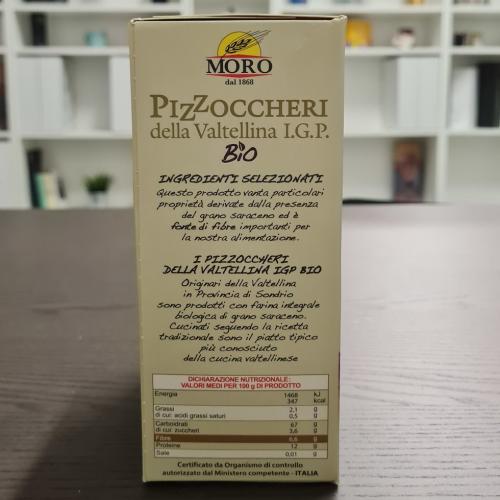 MORO
dal 1868
PIZZOCCHERI
della Valtellina I.G.P.
BIO
INGREDIENTI SELEZIONATI
Questo prodotto vanta particolari
proprietà derivate dalla presenza
del grano saraceno ed è
fonte di fibre importanti per
la nostra alimentazione.
I PIZZOCCHERI
DELLA VALTELLINA IGP BIO
Originari della Valtellina
in Provincia di Sondrio
sono prodotti con farina integrale
biologica di grano saraceno.
Cucinati seguendo la ricetta
tradizionale sono il piatto tipico
più conosciuto
della cucina valtellinese
DICHIARAZIONE NUTRIZIONALE:
VALORI MEDI PER 100 g DI PRODOTTO
Energia 1468 kJ
347 kcal
Grassi 2,1 g
di cui: acidi grassi saturi 0,5 g
Carboidrati 67 g
di cui: zuccheri 3,6 g
Fibre 6,6 g
Proteine 12 g
Sale 0,01 g
Certificato da Organismo di controllo
autorizzato dal Ministero competente - ITALIA